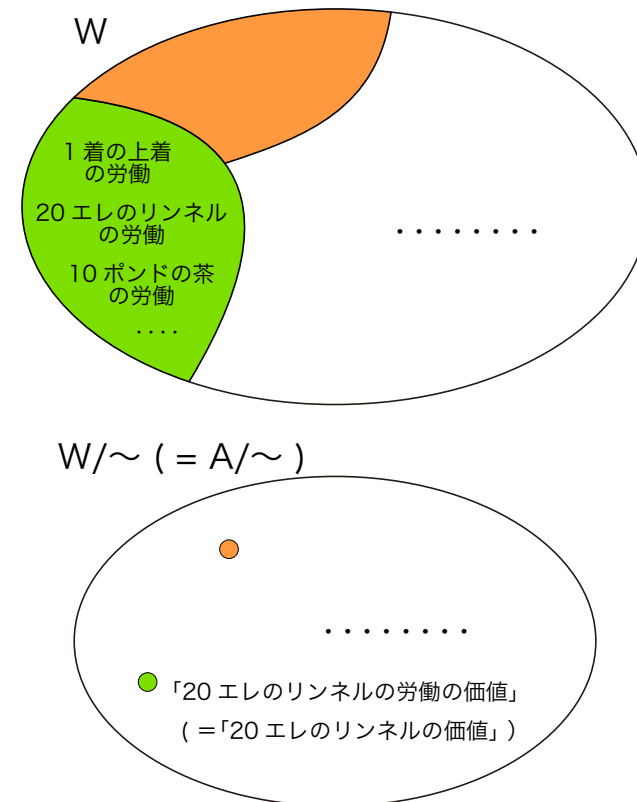 W
1 着の上着
の労働
20 エレのリンネル
の労働
10 ポンドの茶
の労働
････
････････
W/～ ( = A/～ )
････････
「20 エレのリンネルの労働の価値」
( ＝「20 エレのリンネルの価値」 )